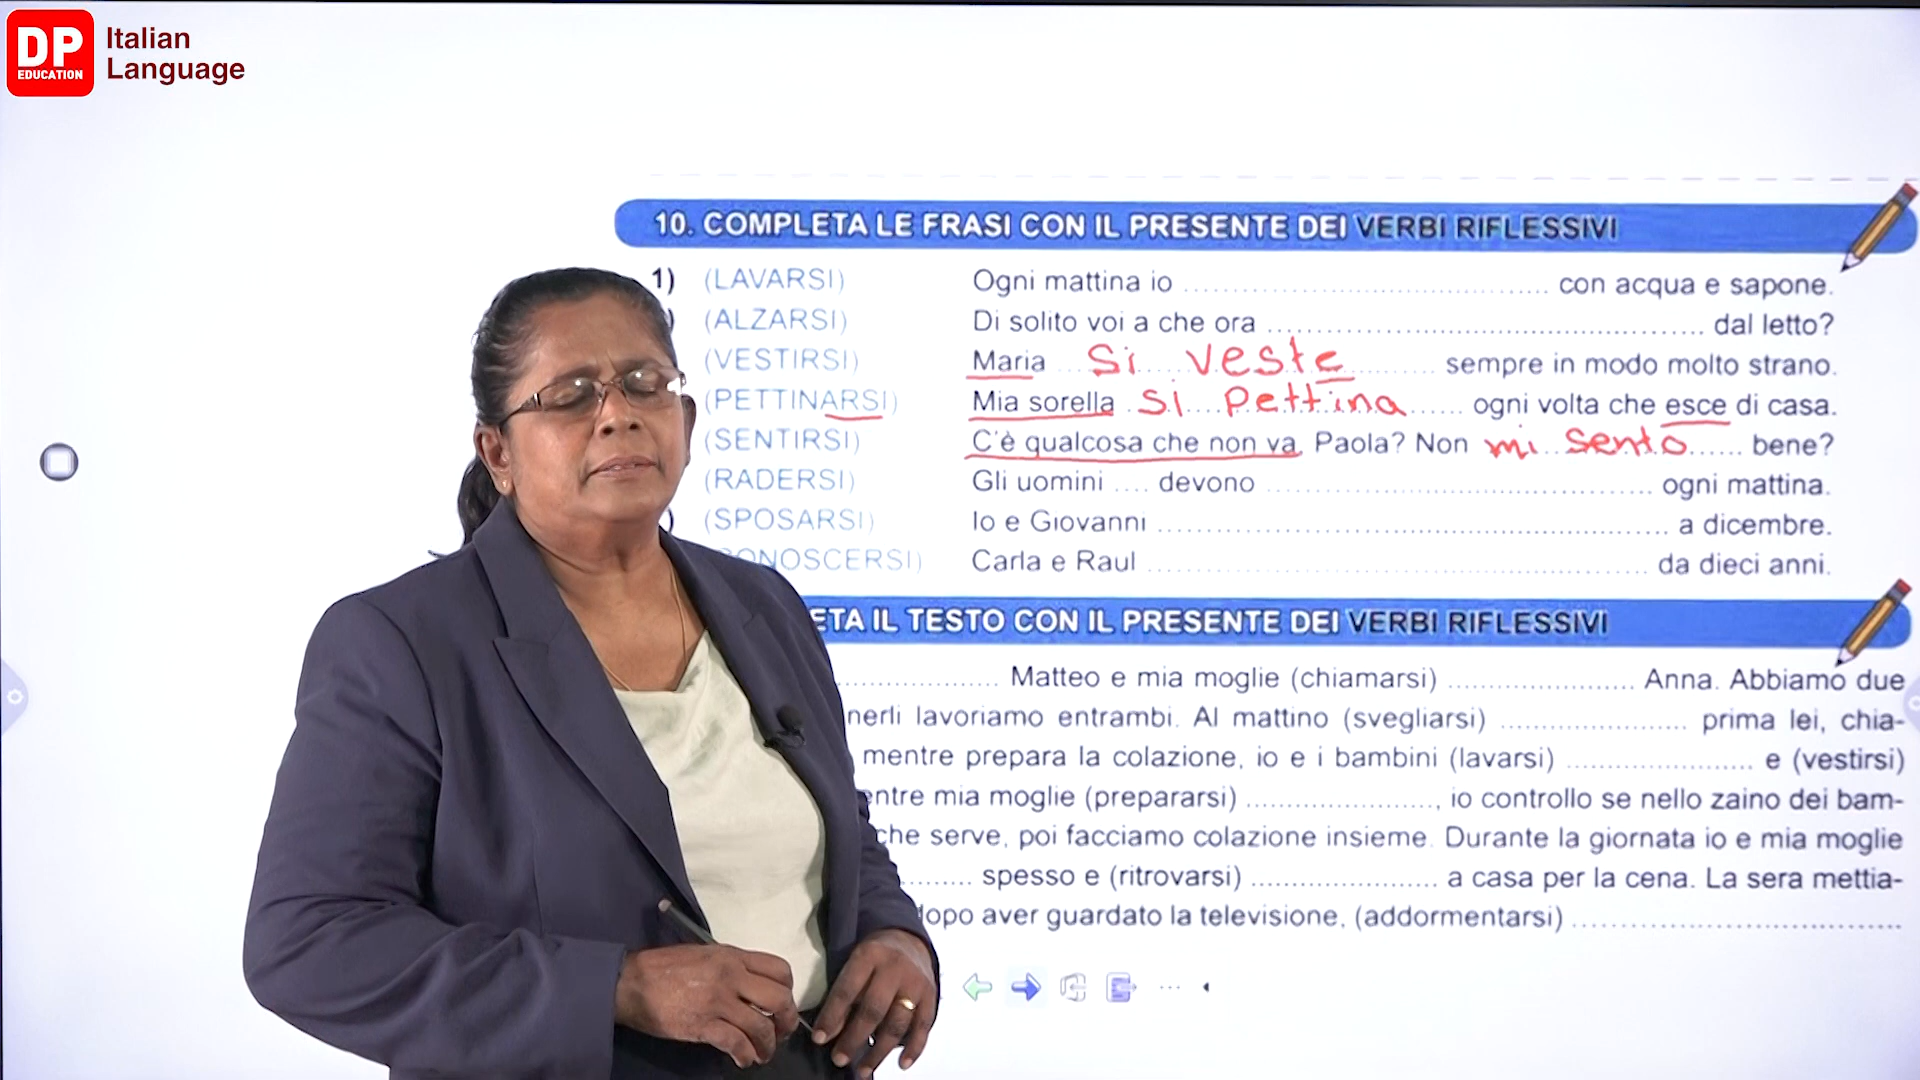 DP
EDUCATION
Italian
Language
10. COMPLETA LE FRASI CON IL PRESENTE DEI VERBI RIFLESSIVI
1) (LAVARSI) Ogni mattina io ........ con acqua e sapone.
) (ALZARSI) Di solito voi a che ora ........ dal letto?
(VESTIRSI) Maria si veste sempre in modo molto strano.
(PETTINARSI) Mia sorella si pettina ogni volta che esce di casa.
(SENTIRSI) C'è qualcosa che non va, Paola? Non mi sento bene?
(RADERSI) Gli uomini .... devono ........ ogni mattina.
) (SPOSARSI) Io e Giovanni ........ a dicembre.
ONOSCERSI) Carla e Raul ........ da dieci anni.
ETA IL TESTO CON IL PRESENTE DEI VERBI RIFLESSIVI
........ Matteo e mia moglie (chiamarsi) ........ Anna. Abbiamo due
nerli lavoriamo entrambi. Al mattino (svegliarsi) ........ prima lei, chia-
mentre prepara la colazione, io e i bambini (lavarsi) ........ e (vestirsi)
entre mia moglie (prepararsi) ........, io controllo se nello zaino dei bam-
che serve, poi facciamo colazione insieme. Durante la giornata io e mia moglie
........ spesso e (ritrovarsi) ........ a casa per la cena. La sera mettia-
dopo aver guardato la televisione, (addormentarsi) ........